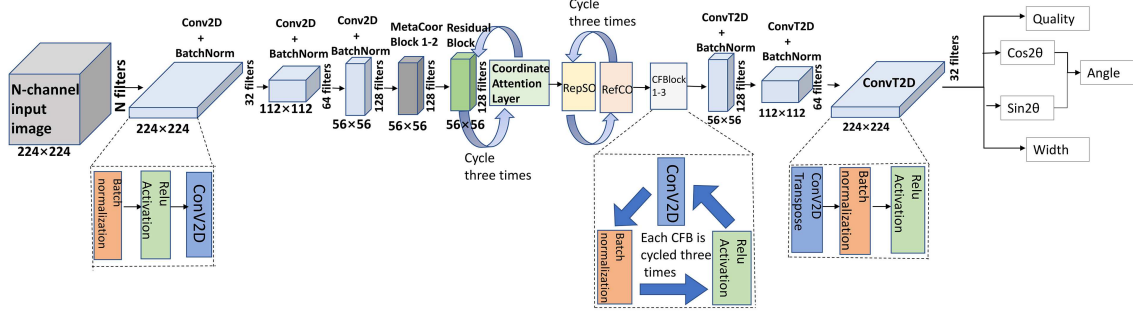 N-channel
input
image
224×224
N filters
Conv2D
+
BatchNorm
224×224
32 filters
Conv2D
+
BatchNorm
112×112
64 filters
Conv2D
+
BatchNorm
56×56
128 filters
MetaCoor
Block 1-2
56×56
128 filters
Residual
Block
56×56
128 filters
Coordinate
Attention
Layer
Cycle
three times
Cycle
three times
RepSO
RefCO
CFBlock
1-3
ConvT2D
+
BatchNorm
56×56
128 filters
ConvT2D
+
BatchNorm
112×112
64 filters
ConvT2D
224×224
32 filters
Quality
Cos2θ
Sin2θ
Angle
Width
Batch
normalization
Relu
Activation
ConV2D
ConV2D
Each CFB is
cycled three
times
Batch
normalization
Relu
Activation
ConV2D
Transpose
Batch
normalization
Relu
Activation